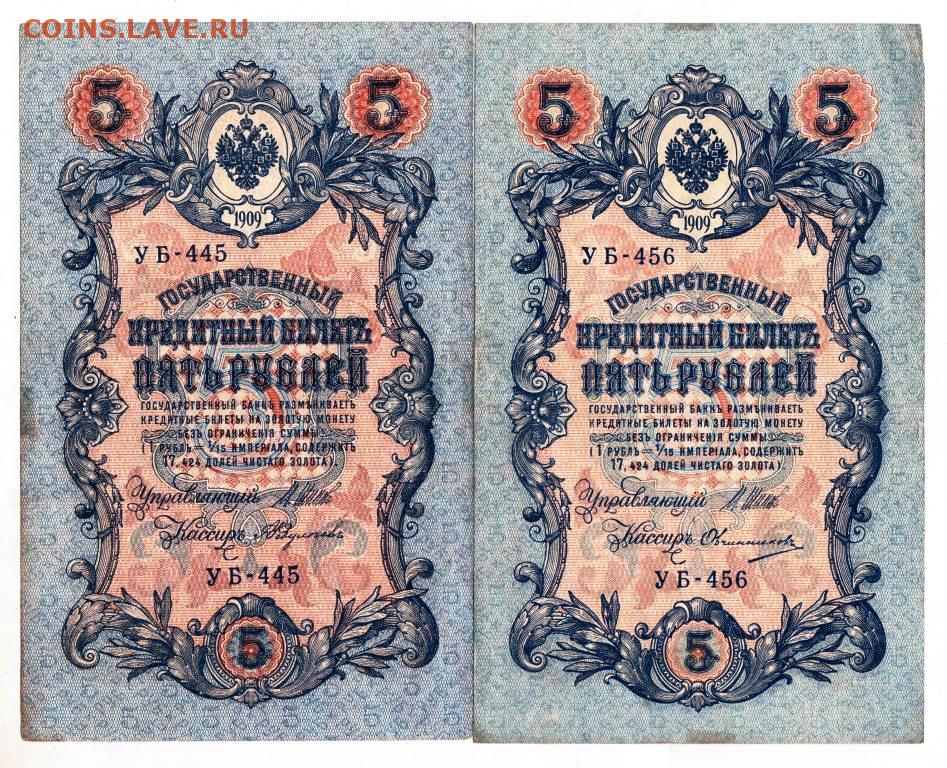 COINS.LAVE.RU
5 5
1909
УБ-445
ГОСУДАРСТВЕННЫЙ
КРЕДИТНЫЙ БИЛЕТЪ
ПЯТЬ РУБЛЕЙ
ГОСУДАРСТВЕННЫЙ БАНКЪ РАЗМѢНИВАЕТЪ
КРЕДИТНЫЕ БИЛЕТЫ НА ЗОЛОТУЮ МОНЕТУ
БЕЗЪ ОГРАНИЧЕНІЯ СУММЫ
(1 РУБЛЬ = 1/15 ИМПЕРІАЛА, СОДЕРЖИТЪ
17,424 ДОЛЕЙ ЧИСТАГО ЗОЛОТА).
Управляющій
Кассиръ
УБ-445
5
5 5
1909
УБ-456
ГОСУДАРСТВЕННЫЙ
КРЕДИТНЫЙ БИЛЕТЪ
ПЯТЬ РУБЛЕЙ
ГОСУДАРСТВЕННЫЙ БАНКЪ РАЗМѢНИВАЕТЪ
КРЕДИТНЫЕ БИЛЕТЫ НА ЗОЛОТУЮ МОНЕТУ
БЕЗЪ ОГРАНИЧЕНІЯ СУММЫ
(1 РУБЛЬ = 1/15 ИМПЕРІАЛА, СОДЕРЖИТЪ
17,424 ДОЛЕЙ ЧИСТАГО ЗОЛОТА).
Управляющій
Кассиръ Овчинниковъ
УБ-456
5